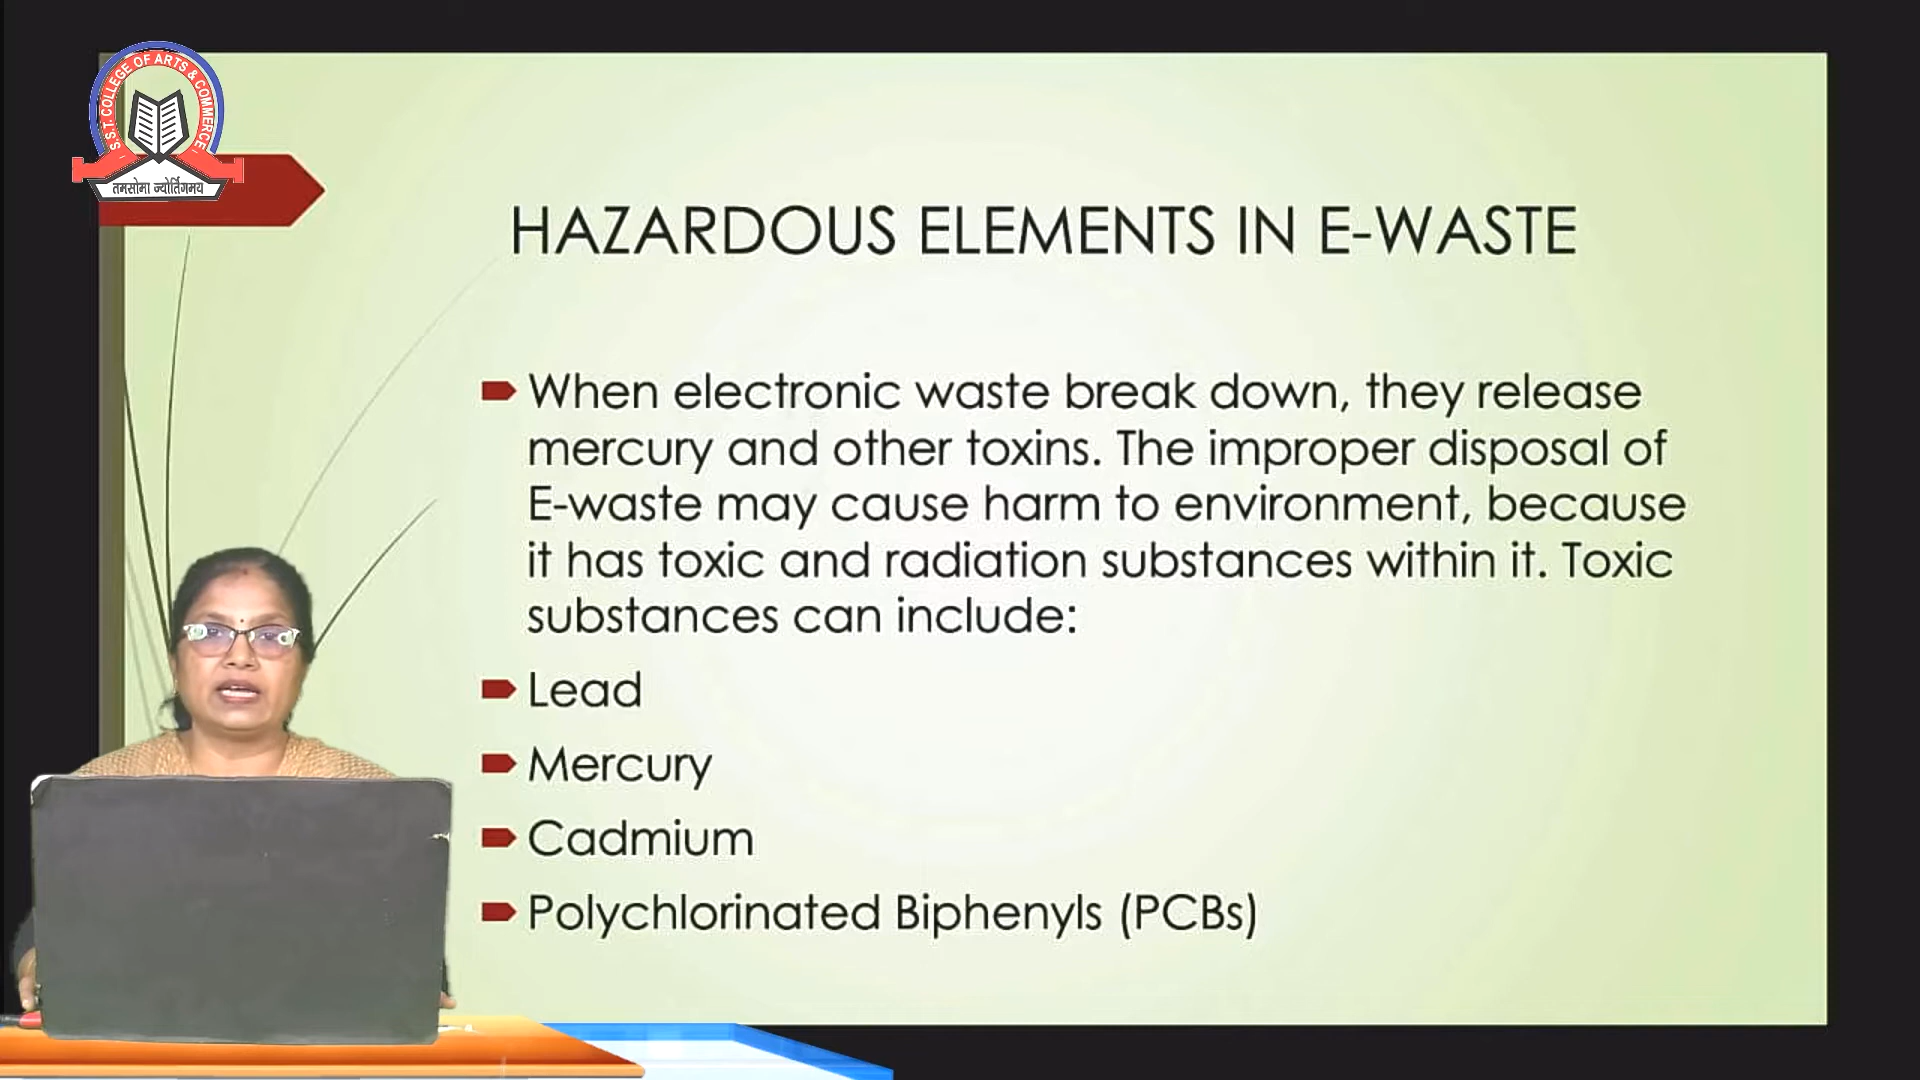 S.S.T. COLLEGE OF ARTS & COMMERCE
तमसोमा ज्योर्तिगमय
HAZARDOUS ELEMENTS IN E-WASTE
When electronic waste break down, they release
mercury and other toxins. The improper disposal of
E-waste may cause harm to environment, because
it has toxic and radiation substances within it. Toxic
substances can include:
Lead
Mercury
Cadmium
Polychlorinated Biphenyls (PCBs)